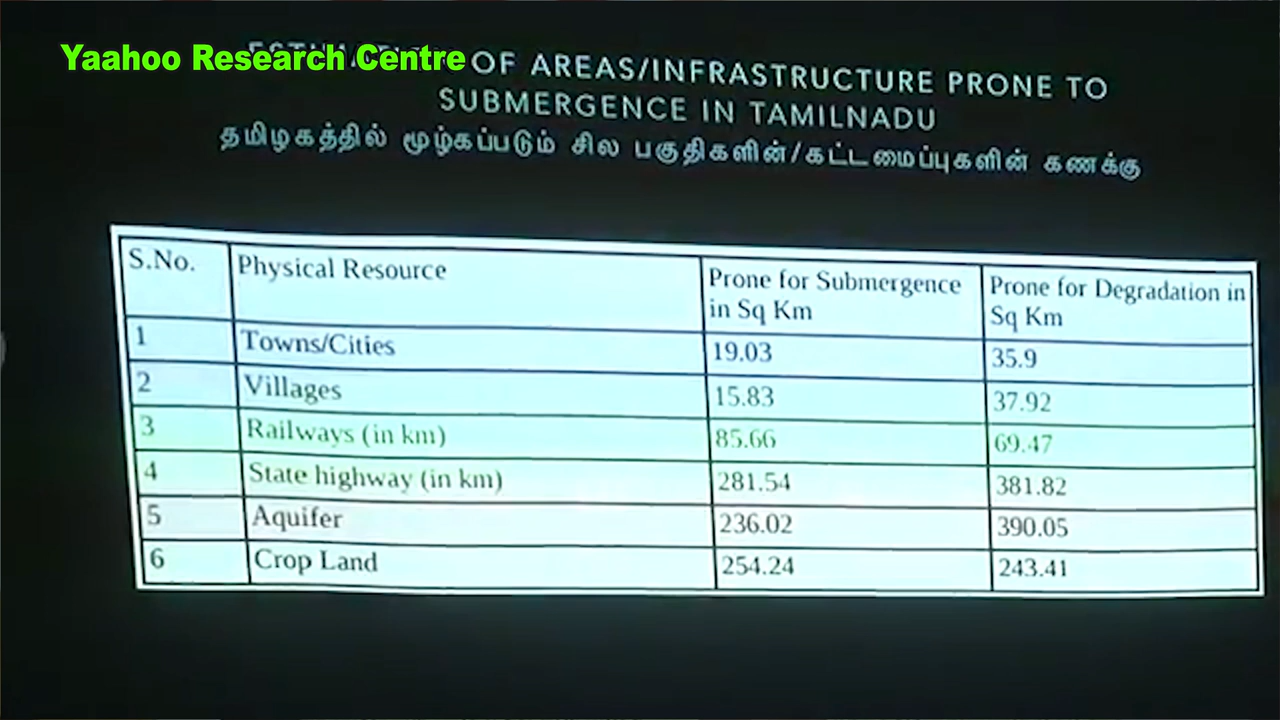 Yaahoo Research Centre
OF AREAS/INFRASTRUCTURE PRONE TO
SUBMERGENCE IN TAMILNADU
தமிழகத்தில் மூழ்கப்படும் சில பகுதிகளின்/கட்டமைப்புகளின் கணக்கு
S.No. Physical Resource Prone for Submergence in Sq Km Prone for Degradation in Sq Km
1 Towns/Cities 19.03 35.9
2 Villages 15.83 37.92
3 Railways (in km) 85.66 69.47
4 State highway (in km) 281.54 381.82
5 Aquifer 236.02 390.05
6 Crop Land 254.24 243.41